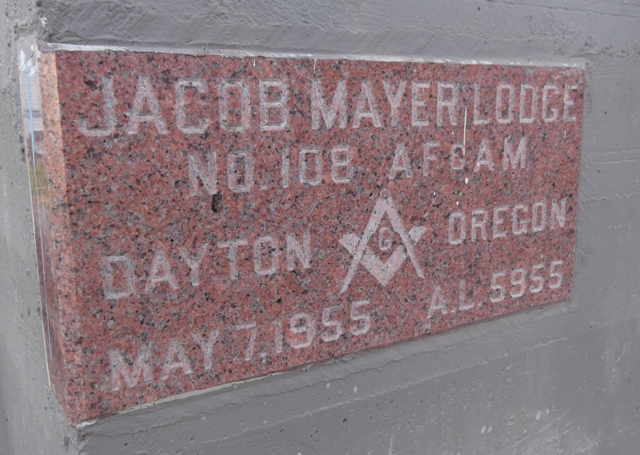 JACOB MAYER LODGE
NO. 108 AF&AM
DAYTON G OREGON
MAY 7, 1955 A.L. 5955